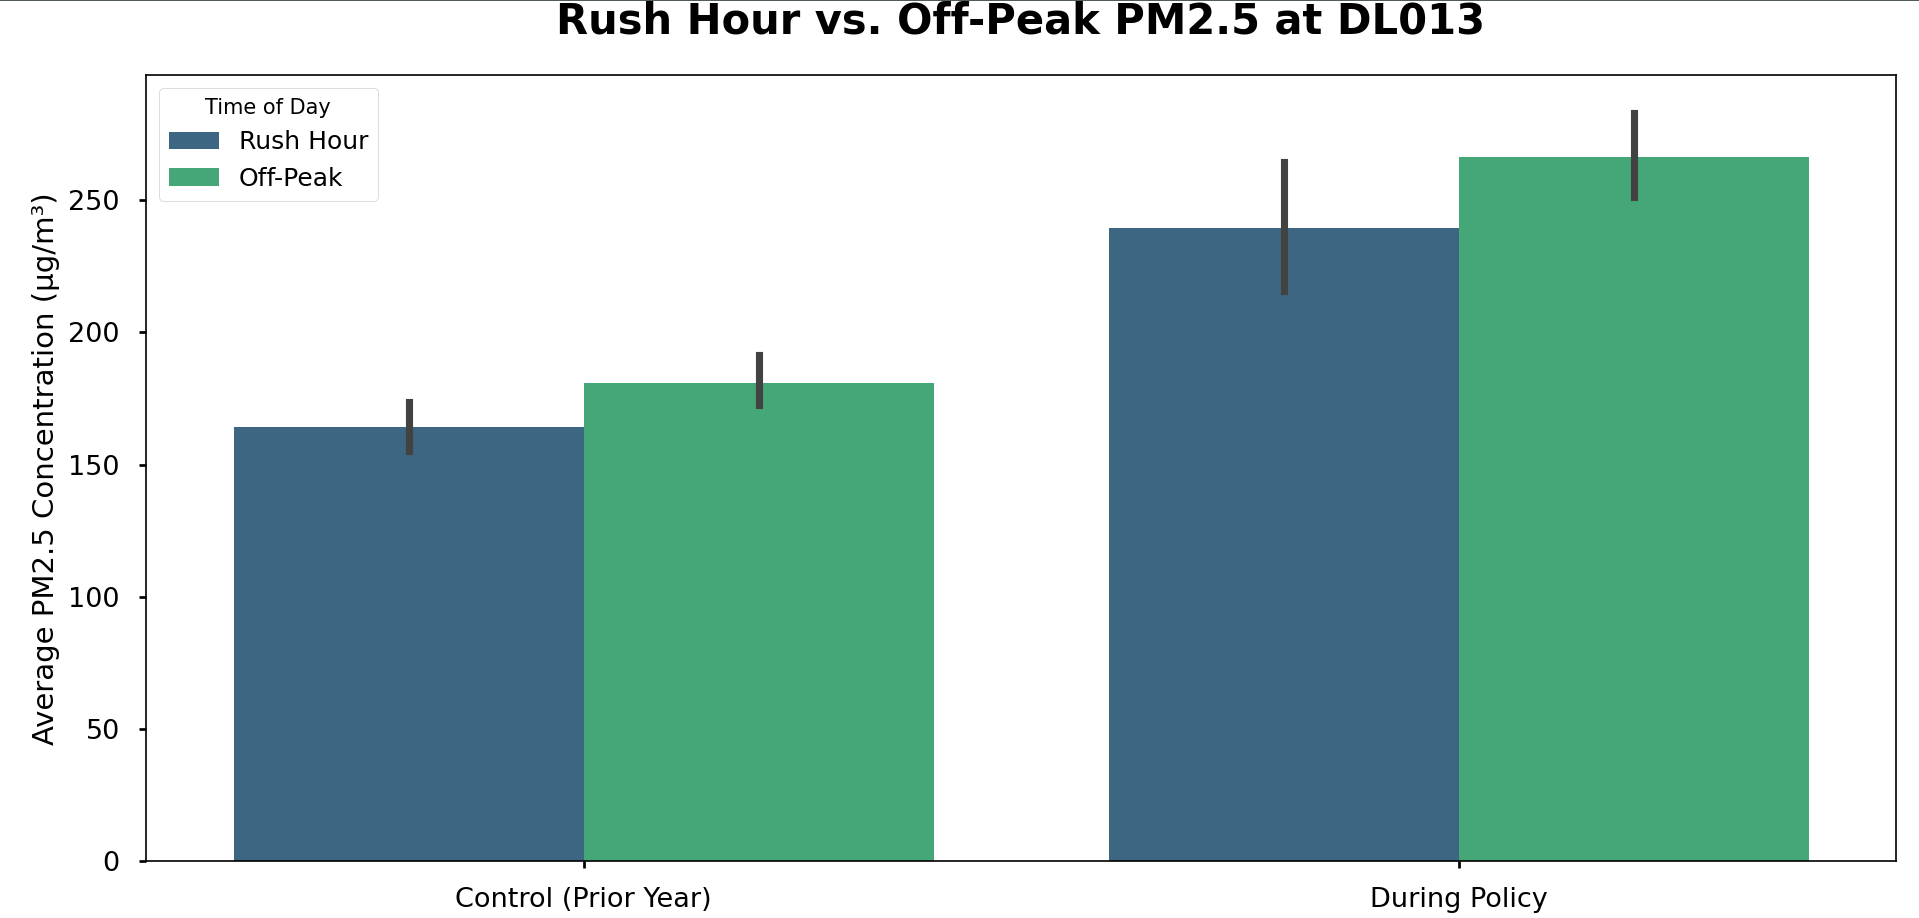 Rush Hour vs. Off-Peak PM2.5 at DL013
Time of Day
Rush Hour
Off-Peak
Average PM2.5 Concentration (µg/m³)
250
200
150
100
50
0
Control (Prior Year)
During Policy